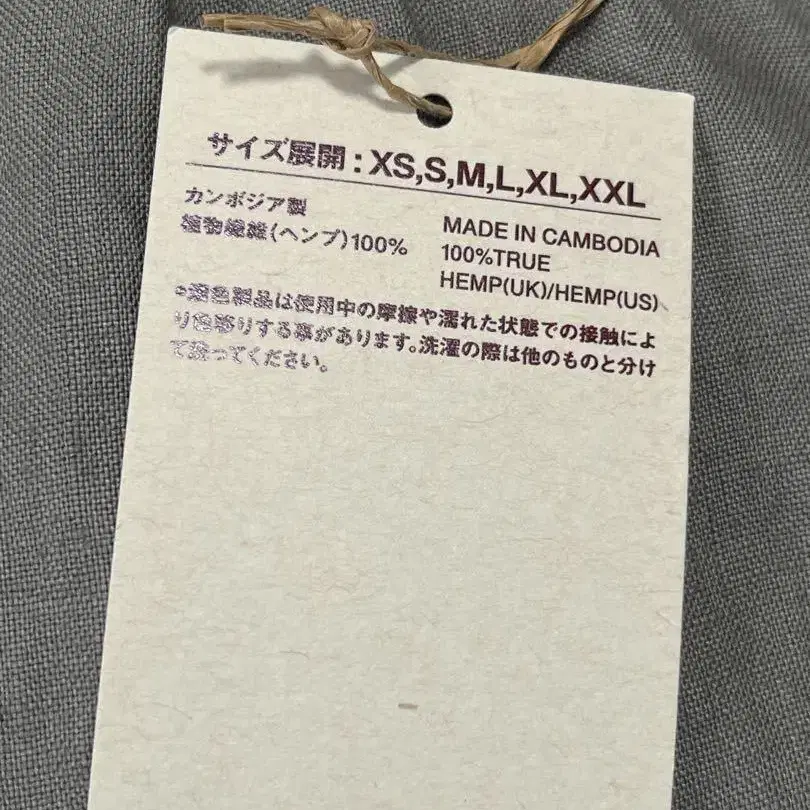 サイズ展開：XS,S,M,L,XL,XXL
カンボジア製
植物繊維（ヘンプ）100%
MADE IN CAMBODIA
100%TRUE
HEMP(UK)/HEMP(US)
●濃色製品は使用中の摩擦や濡れた状態での接触によ
り色移りする事があります。洗濯の際は他のものと分け
て洗ってください。